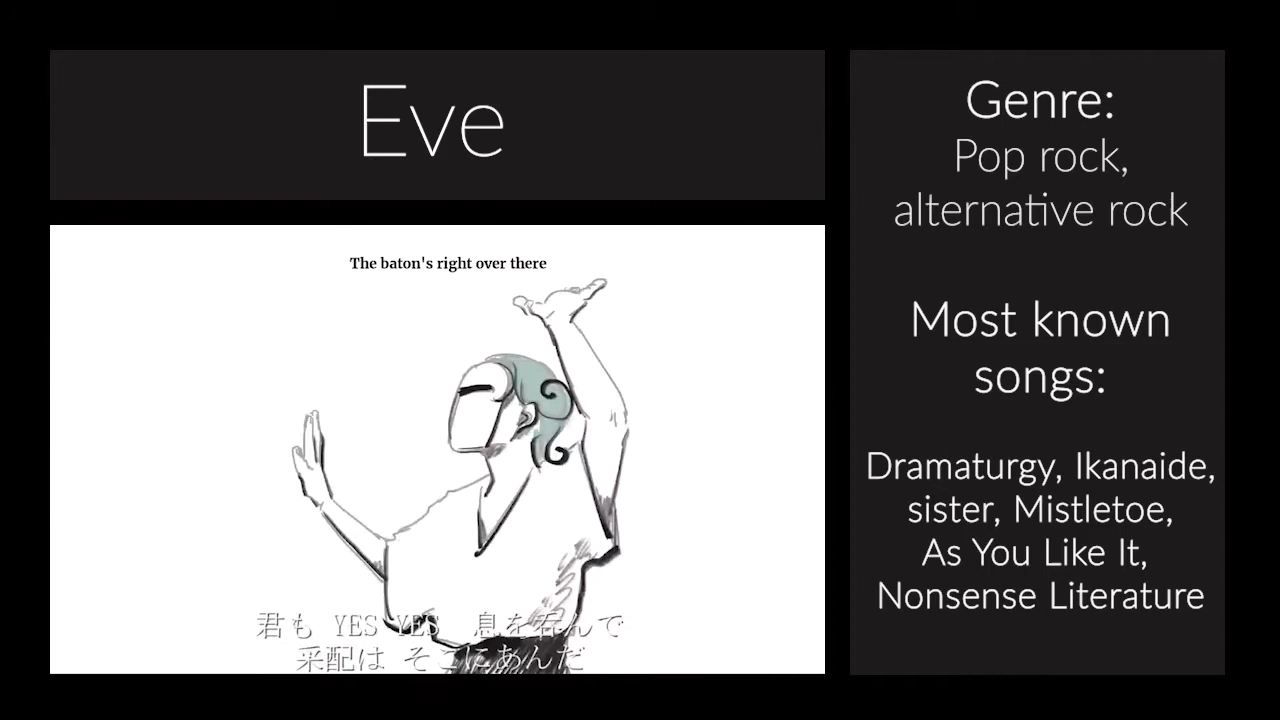 Eve
The baton's right over there
君も YES YES 息を吞んで
采配は そこにあんだ
Genre:
Pop rock,
alternative rock
Most known
songs:
Dramaturgy, Ikanaide,
sister, Mistletoe,
As You Like It,
Nonsense Literature